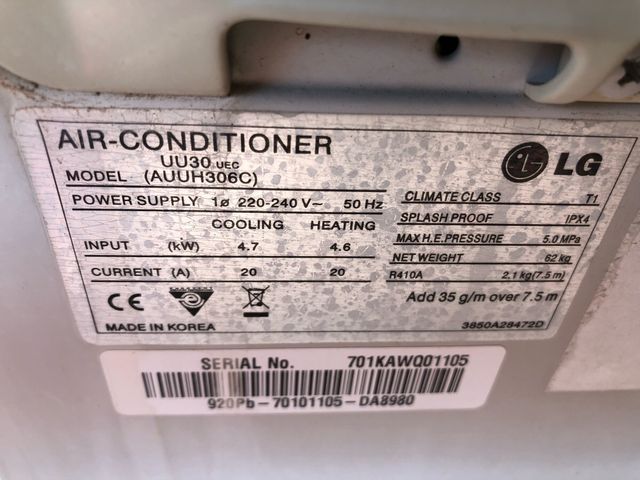 AIR-CONDITIONER
UU30 UEC
MODEL (AUUH306C)
POWER SUPPLY 1ø 220-240 V~ 50 Hz
COOLING HEATING
INPUT (kW) 4.7 4.6
CURRENT (A) 20 20
CE
MADE IN KOREA
LG
CLIMATE CLASS T1
SPLASH PROOF IPX4
MAX H.E.PRESSURE 5.0 MPa
NET WEIGHT 62 kg
R410A 2.1 kg(7.5 m)
Add 35 g/m over 7.5 m
3850A28472D
SERIAL No. 701KAWQ01105
920Pb-70101105-DA8980